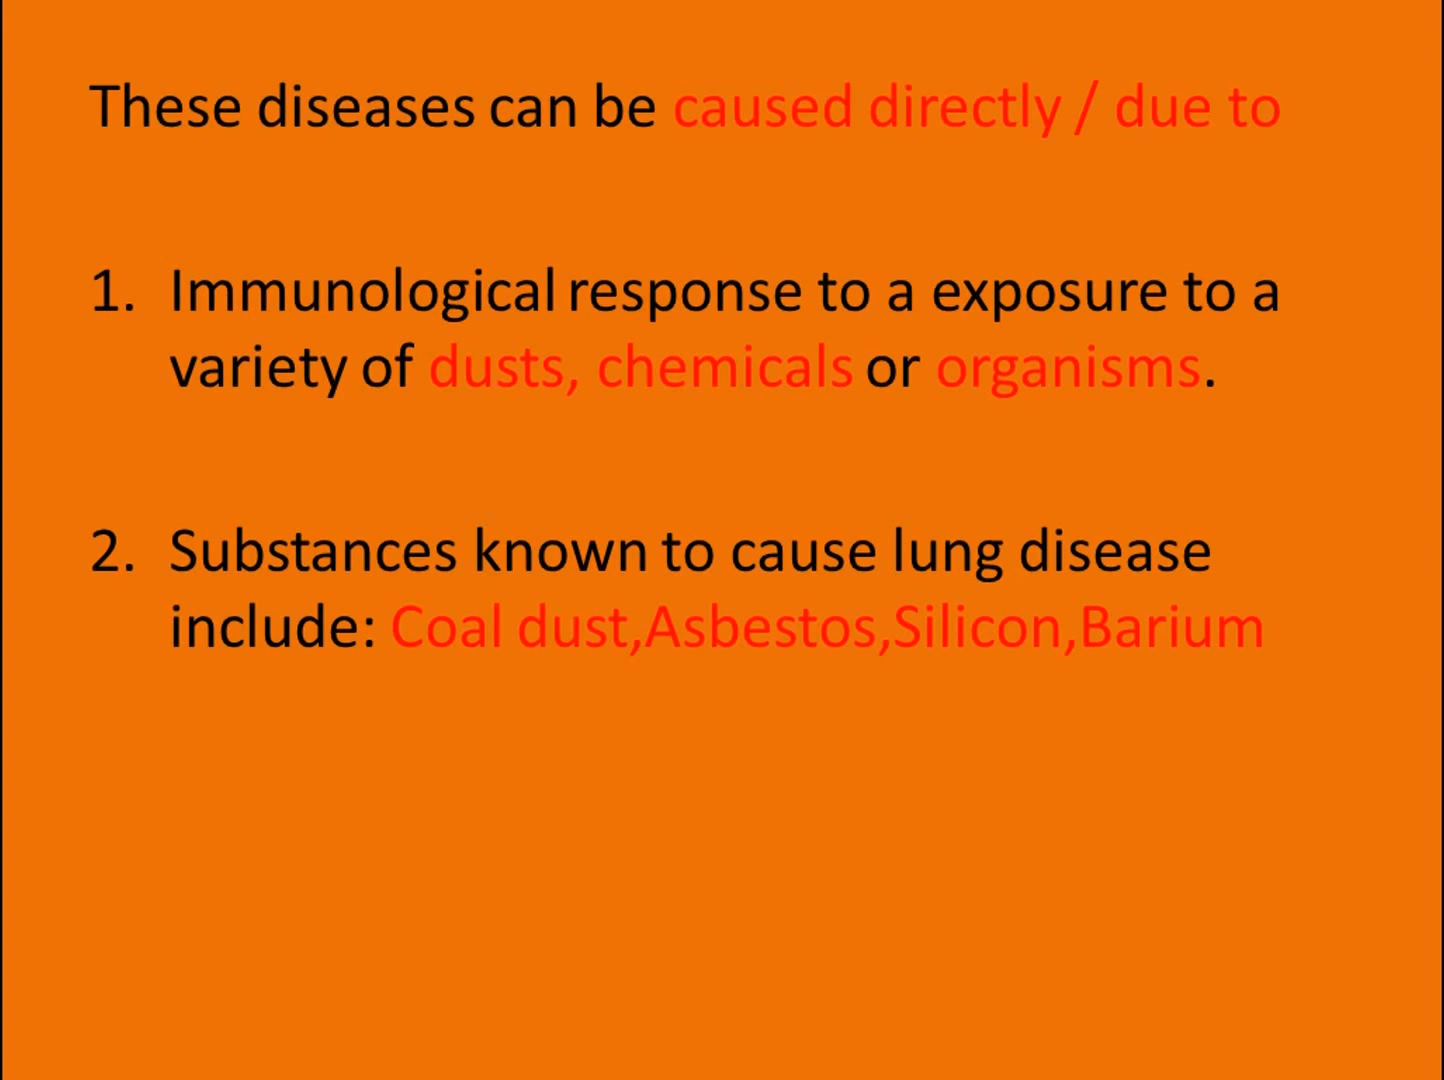 These diseases can be caused directly / due to
1. Immunological response to a exposure to a
variety of dusts, chemicals or organisms.
2. Substances known to cause lung disease
include: Coal dust,Asbestos,Silicon,Barium